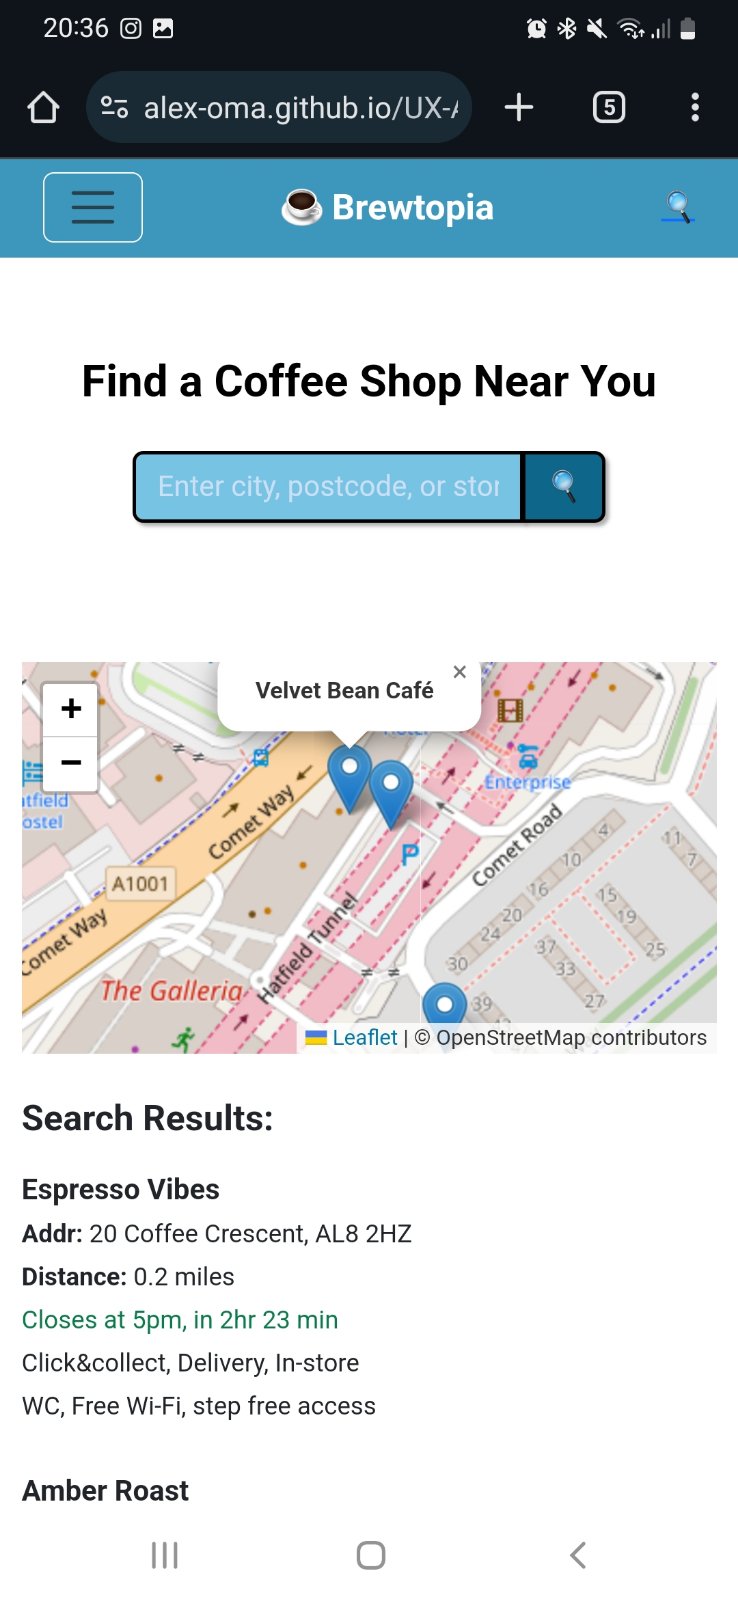 20:36
alex-oma.github.io/UX-A
5
Brewtopia
Find a Coffee Shop Near You
Enter city, postcode, or stor
Velvet Bean Café
×
+
−
Enterprise
atfield
ostel
Comet Way
Comet Road
P
A1001
Comet Way
Hatfield Tunnel
The Galleria
4
11
7
10
16
15
19
20
24
25
37
33
30
39
27
Leaflet | © OpenStreetMap contributors
Search Results:
Espresso Vibes
Addr: 20 Coffee Crescent, AL8 2HZ
Distance: 0.2 miles
Closes at 5pm, in 2hr 23 min
Click&collect, Delivery, In-store
WC, Free Wi-Fi, step free access
Amber Roast